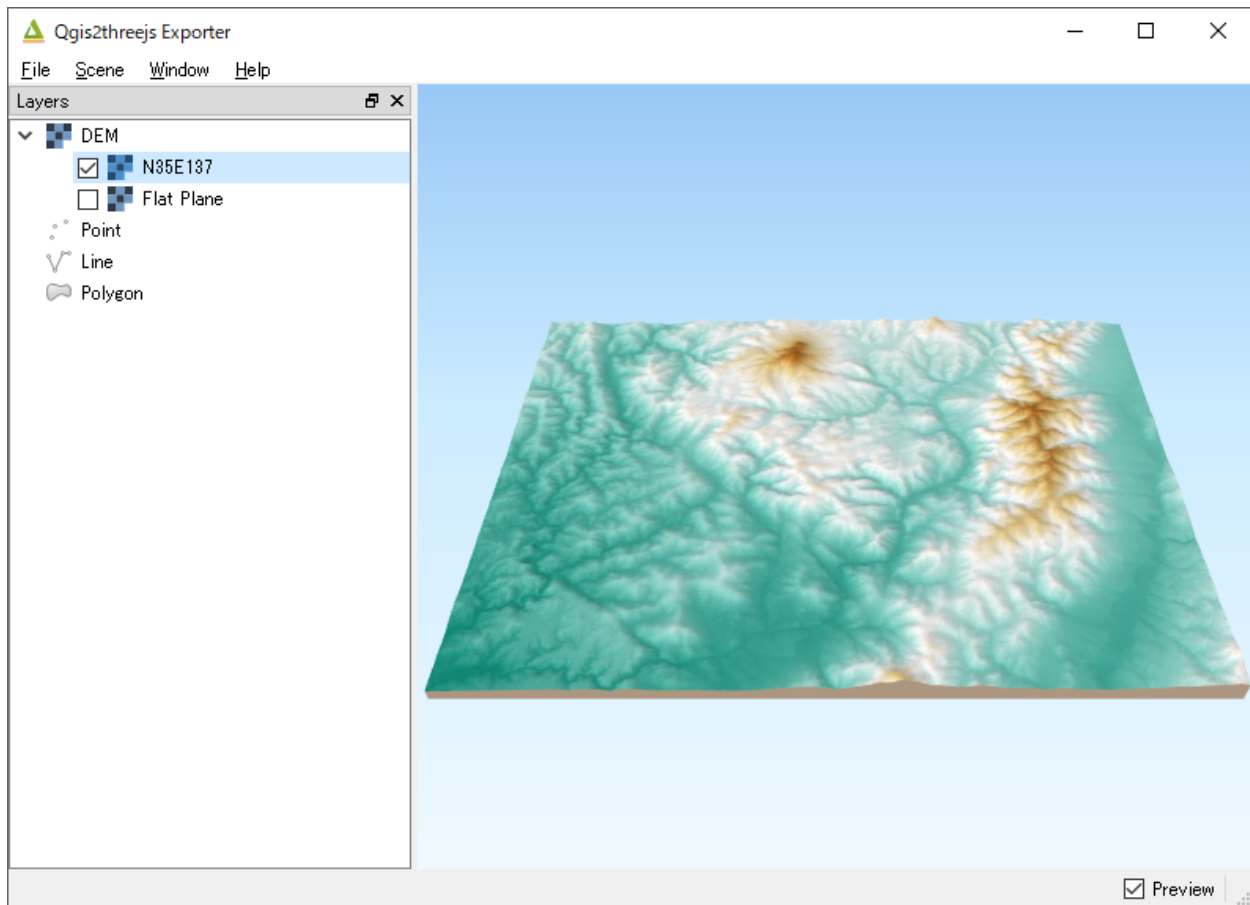 Qgis2threejs Exporter
File Scene Window Help
Layers
DEM
N35E137
Flat Plane
Point
Line
Polygon
Preview